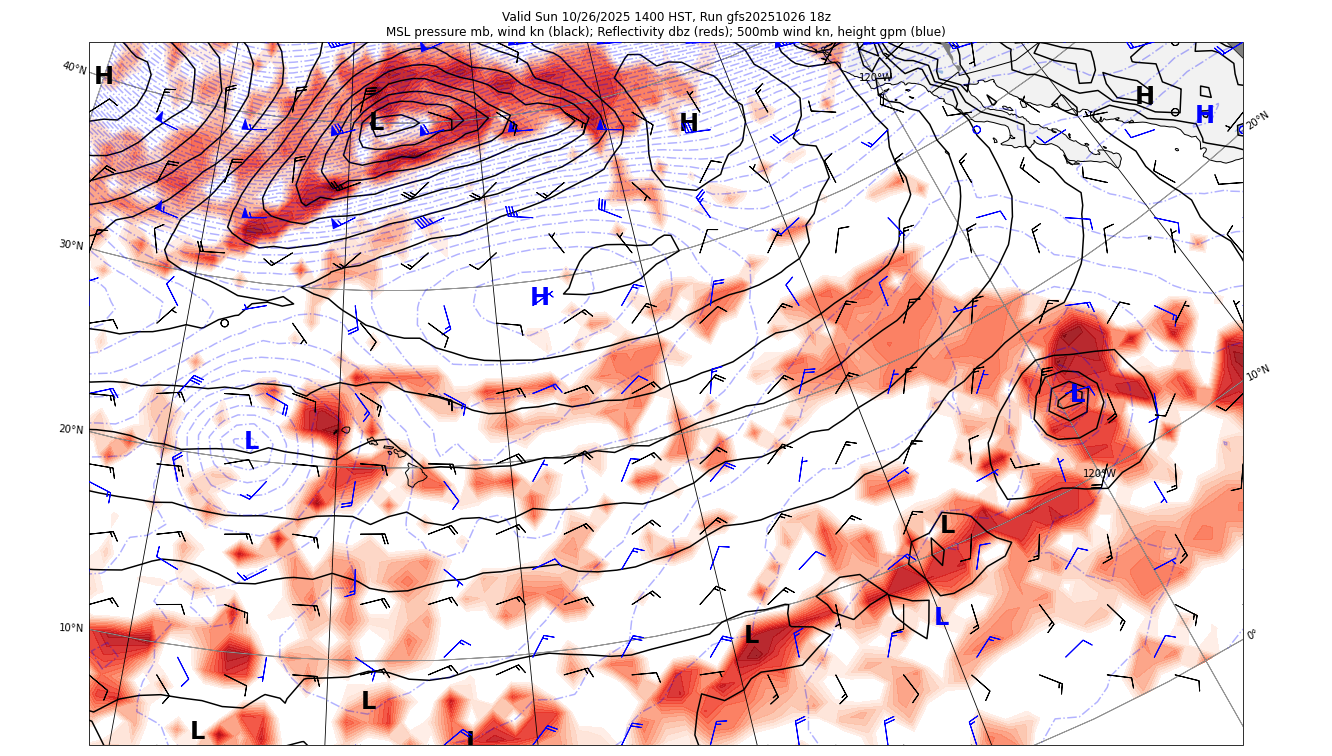 Valid Sun 10/26/2025 1400 HST, Run gfs20251026 18z
MSL pressure mb, wind kn (black); Reflectivity dbz (reds); 500mb wind kn, height gpm (blue)
40°N
H
120°W
H
H
L
H
20°N
30°N
H
10°N
L
20°N
L
120°W
L
10°N
L
L
0°
L
L
L